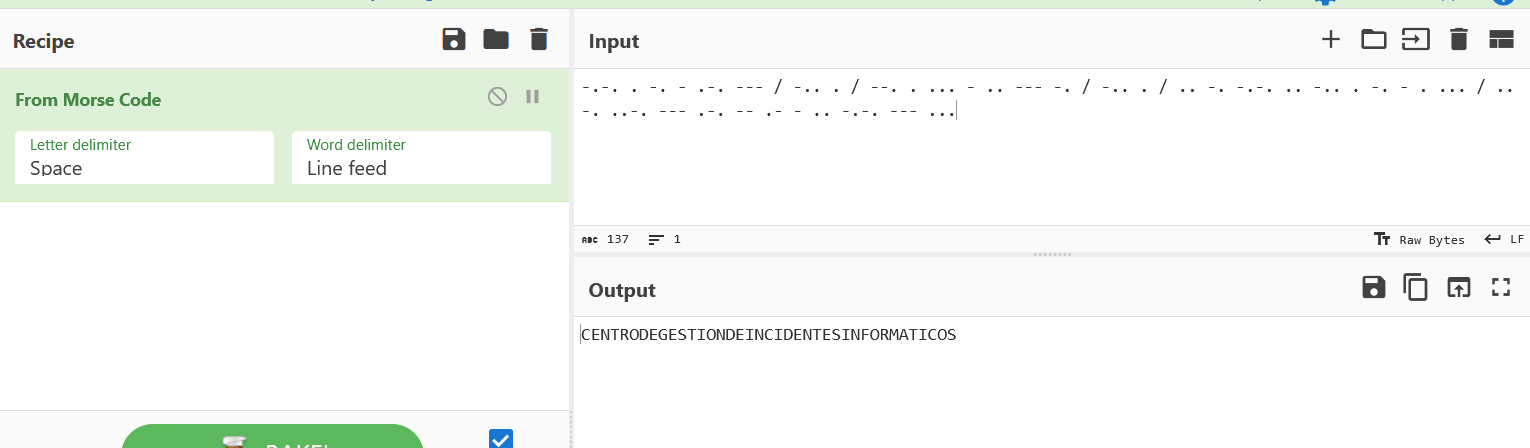 Recipe
From Morse Code
Letter delimiter
Space
Word delimiter
Line feed
Input
-.-. . -. - .-. --- / -.. . / --. . ... - .. --- -. / -.. . / .. -. -.-. .. -.. . -. - . ... / ..
-. ..-. --- .-. -- .- - .. -.-. --- ...
ABC 137 1
Raw Bytes LF
Output
CENTRODEGESTIONDEINCIDENTESINFORMATICOS
BAKE!